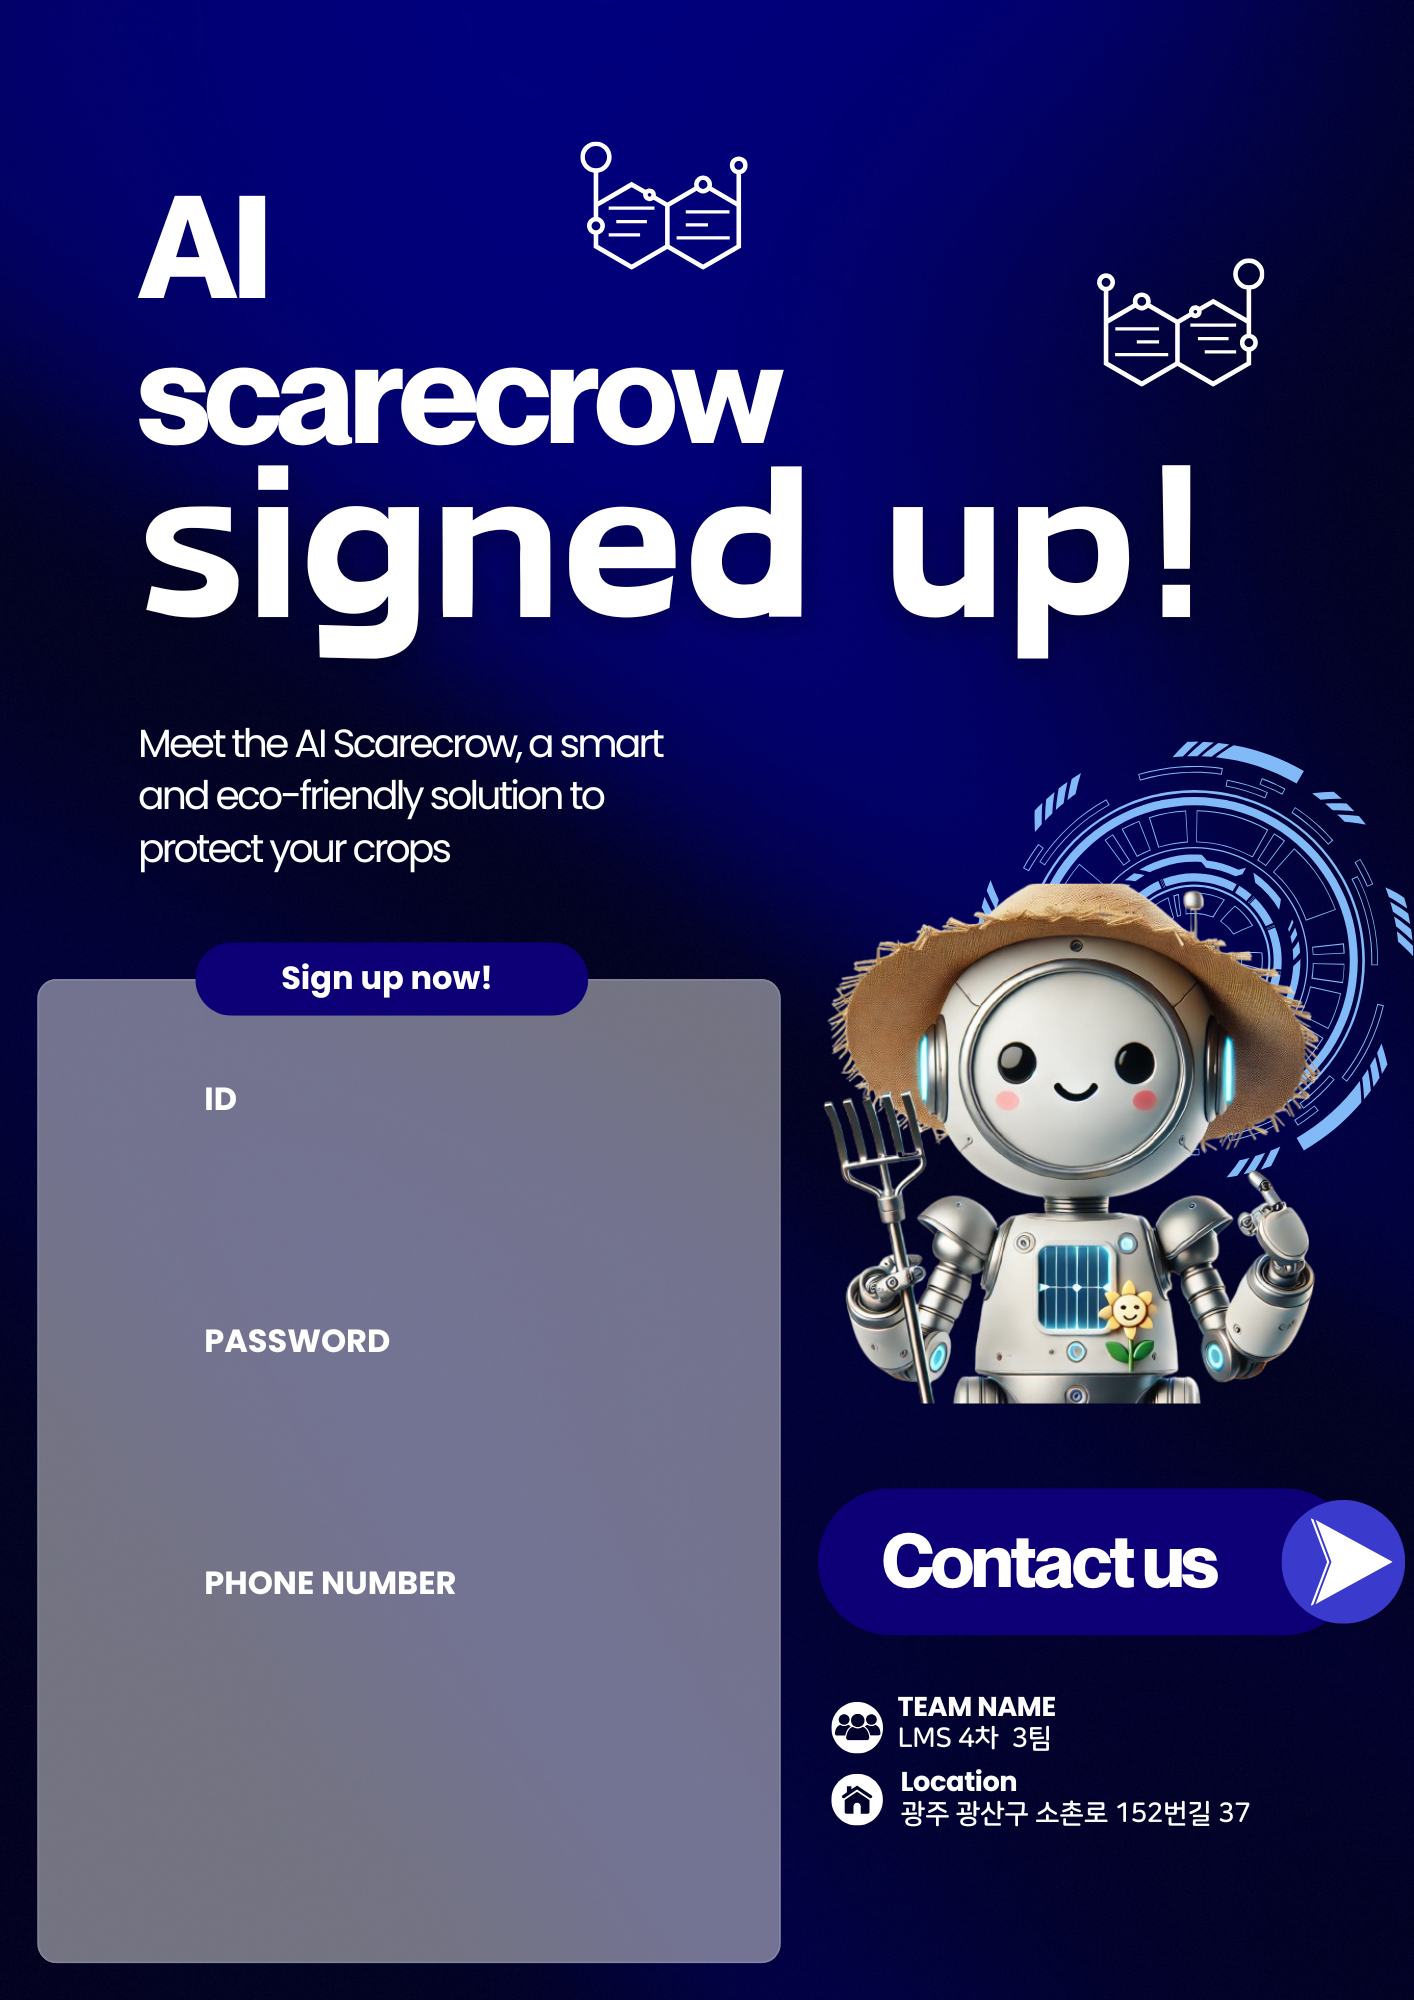 AI
scarecrow
signed up!
Meet the AI Scarecrow, a smart
and eco-friendly solution to
protect your crops
Sign up now!
ID
PASSWORD
PHONE NUMBER
Contact us
TEAM NAME
LMS 4차 3팀
Location
광주 광산구 소촌로 152번길 37